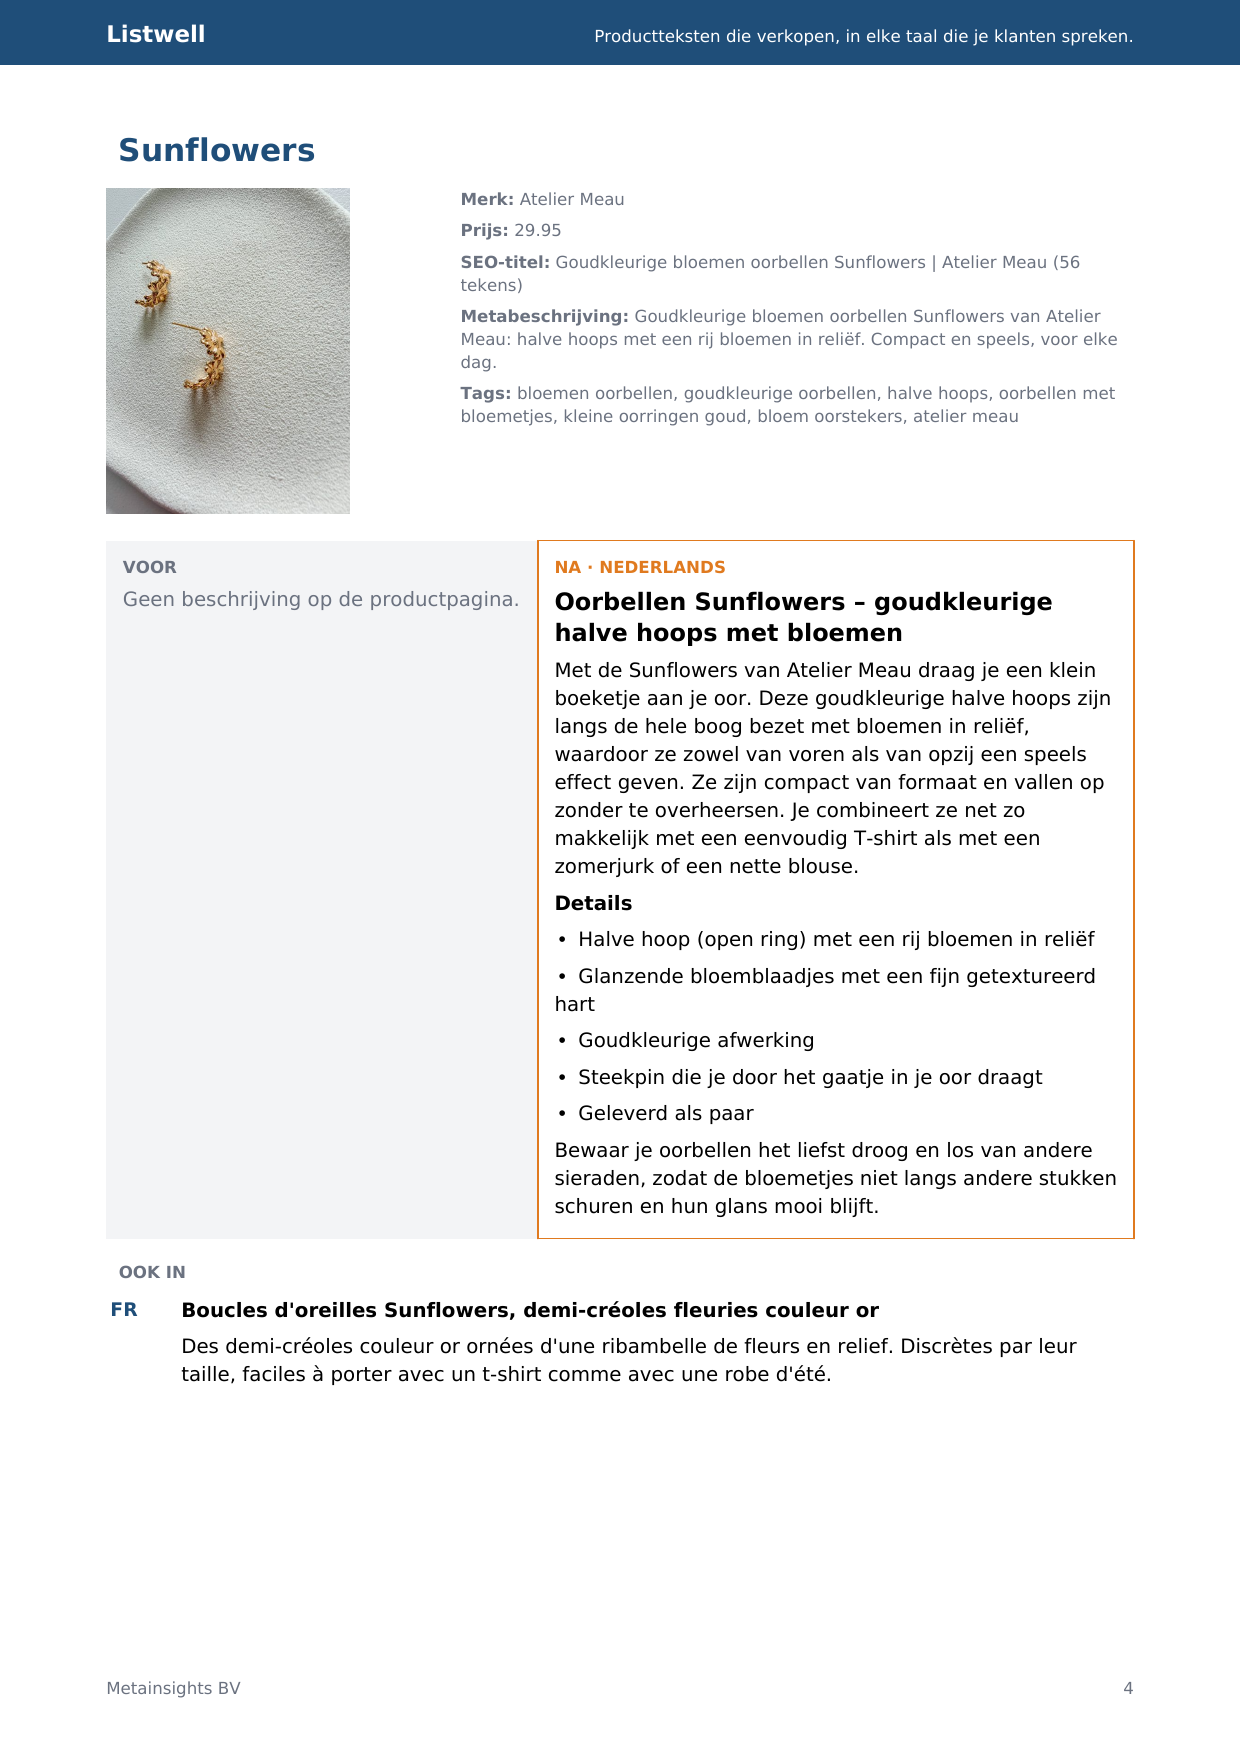 Listwell
Productteksten die verkopen, in elke taal die je klanten spreken.
Sunflowers
Merk: Atelier Meau
Prijs: 29.95
SEO-titel: Goudkleurige bloemen oorbellen Sunflowers | Atelier Meau (56
tekens)
Metabeschrijving: Goudkleurige bloemen oorbellen Sunflowers van Atelier
Meau: halve hoops met een rij bloemen in reliëf. Compact en speels, voor elke
dag.
Tags: bloemen oorbellen, goudkleurige oorbellen, halve hoops, oorbellen met
bloemetjes, kleine oorringen goud, bloem oorstekers, atelier meau
VOOR
Geen beschrijving op de productpagina.
NA · NEDERLANDS
Oorbellen Sunflowers – goudkleurige
halve hoops met bloemen
Met de Sunflowers van Atelier Meau draag je een klein
boeketje aan je oor. Deze goudkleurige halve hoops zijn
langs de hele boog bezet met bloemen in reliëf,
waardoor ze zowel van voren als van opzij een speels
effect geven. Ze zijn compact van formaat en vallen op
zonder te overheersen. Je combineert ze net zo
makkelijk met een eenvoudig T-shirt als met een
zomerjurk of een nette blouse.
Details
• Halve hoop (open ring) met een rij bloemen in reliëf
• Glanzende bloemblaadjes met een fijn getextureerd
hart
• Goudkleurige afwerking
• Steekpin die je door het gaatje in je oor draagt
• Geleverd als paar
Bewaar je oorbellen het liefst droog en los van andere
sieraden, zodat de bloemetjes niet langs andere stukken
schuren en hun glans mooi blijft.
OOK IN
FR
Boucles d'oreilles Sunflowers, demi-créoles fleuries couleur or
Des demi-créoles couleur or ornées d'une ribambelle de fleurs en relief. Discrètes par leur
taille, faciles à porter avec un t-shirt comme avec une robe d'été.
Metainsights BV
4